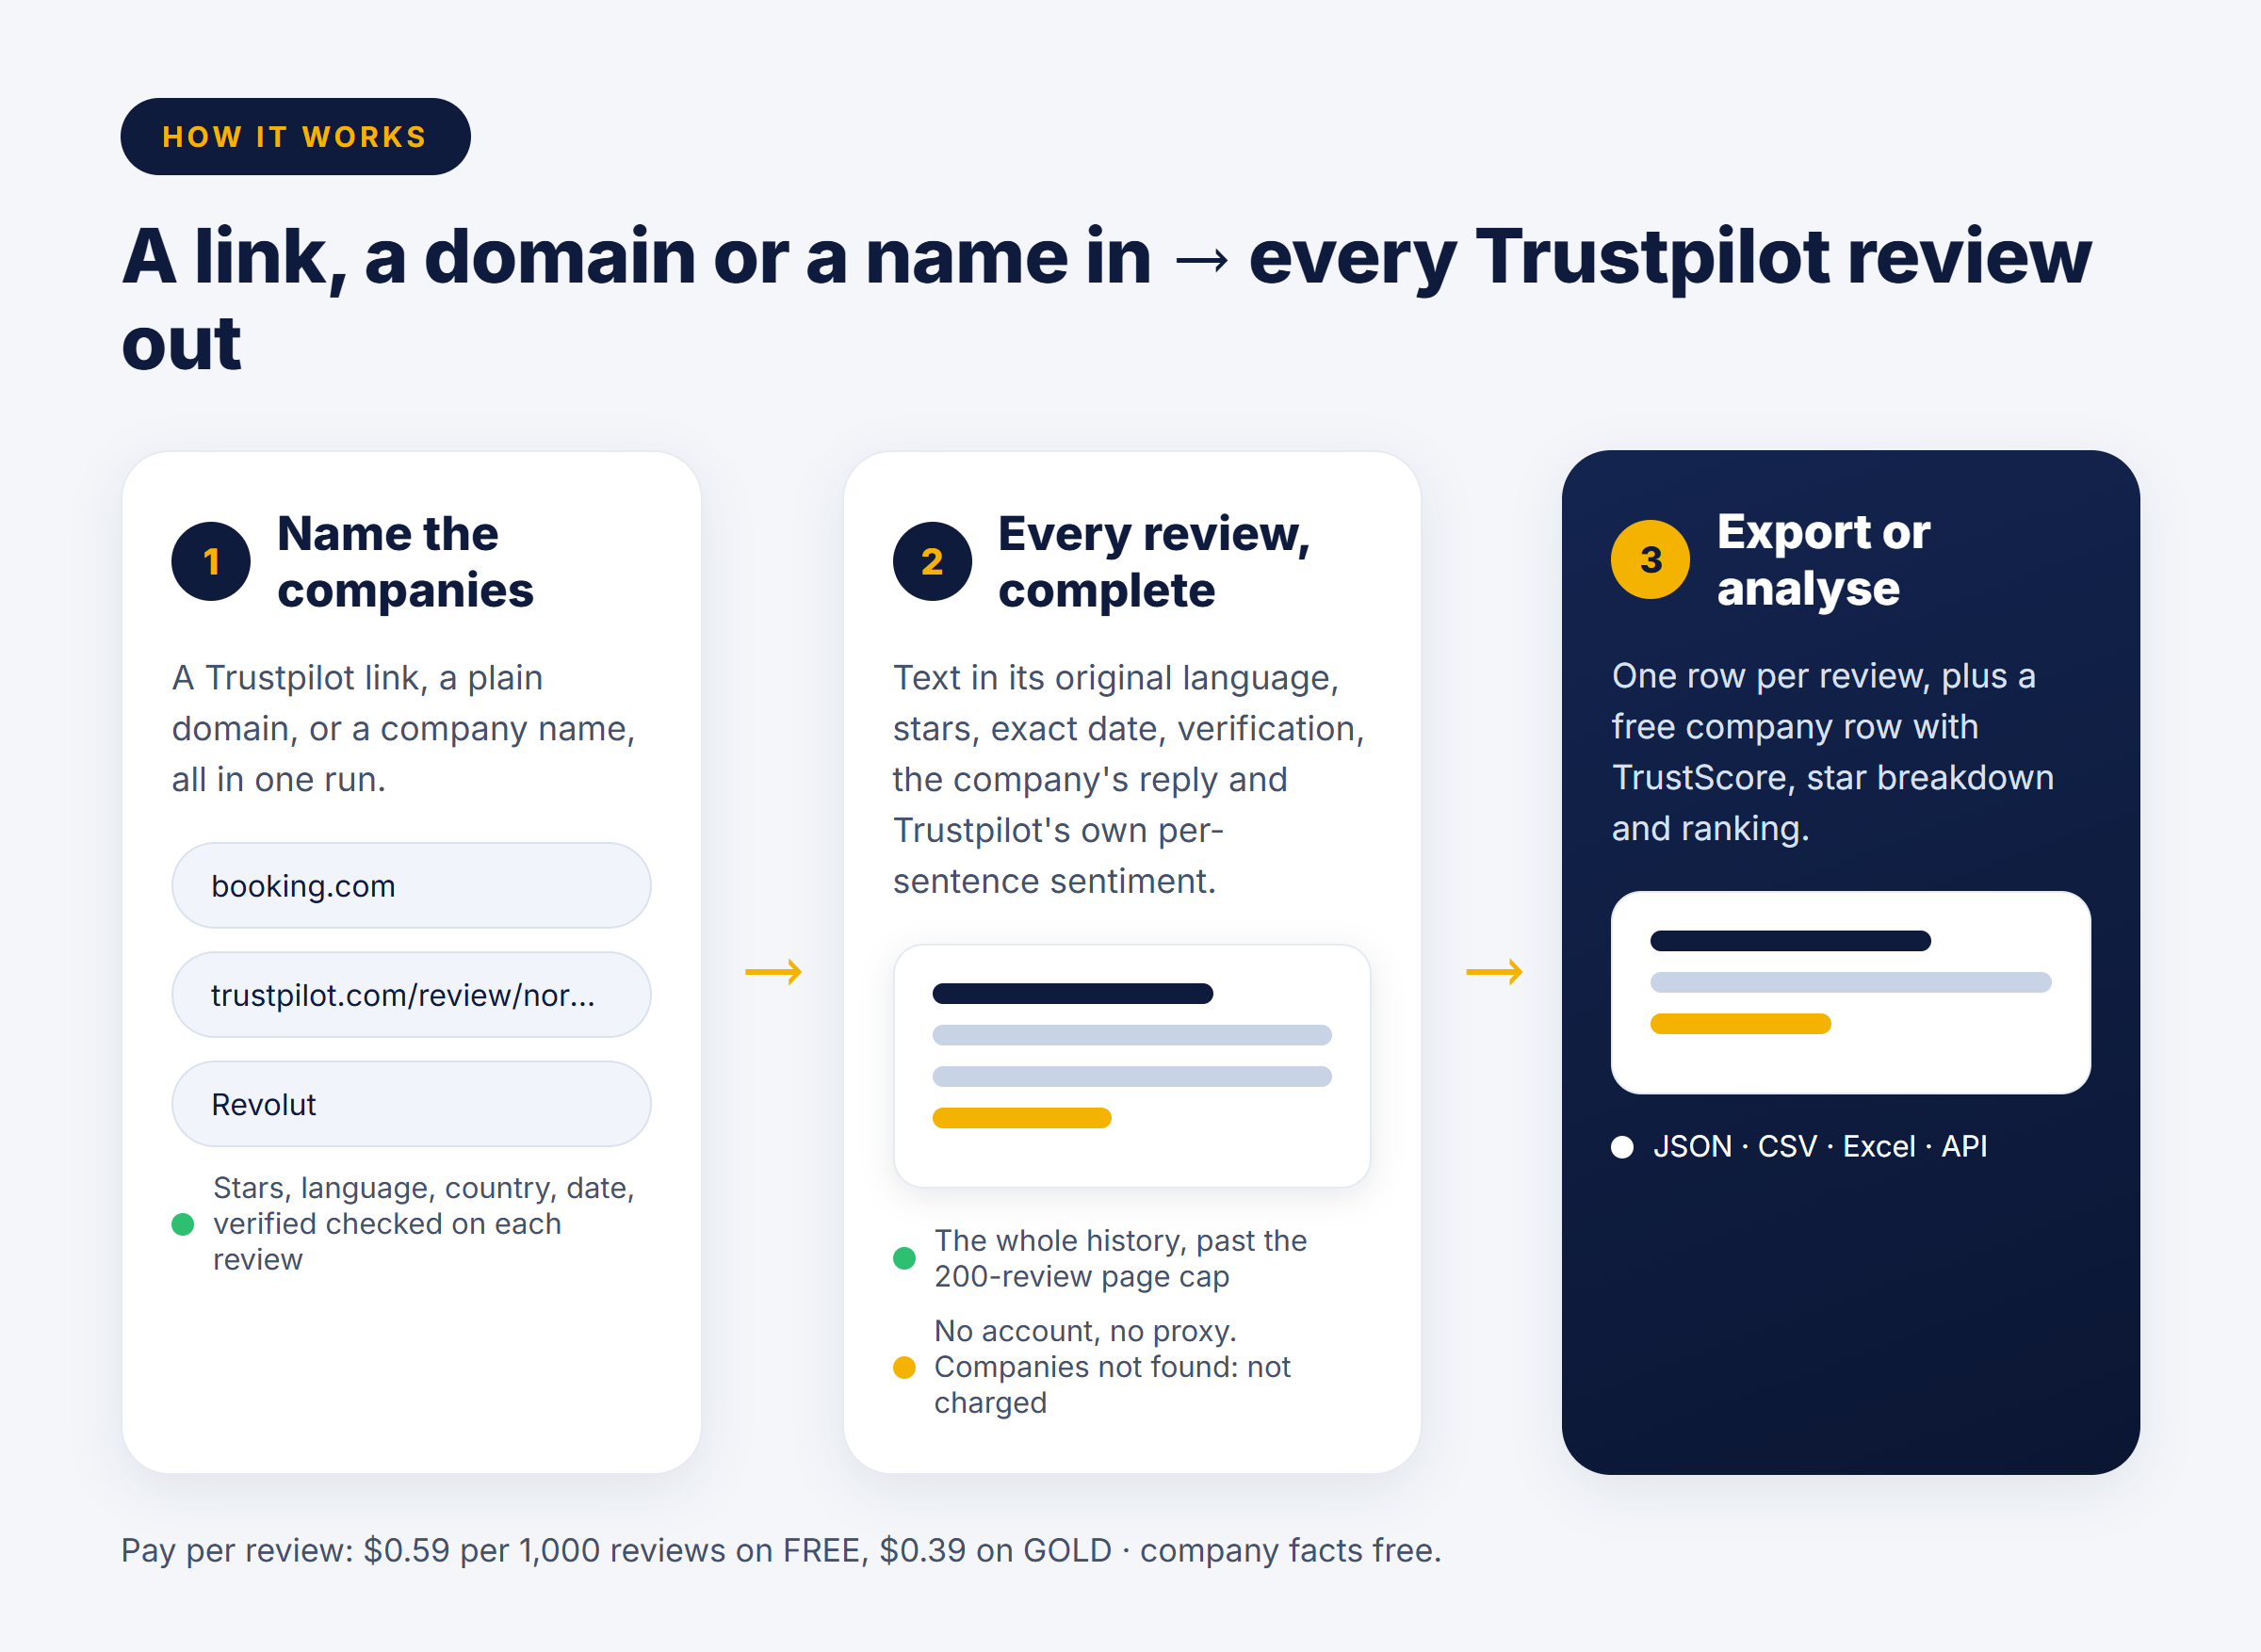 HOW IT WORKS
A link, a domain or a name in → every Trustpilot review
out
1
Name the
companies
A Trustpilot link, a plain
domain, or a company name,
all in one run.
booking.com
trustpilot.com/review/nor...
Revolut
Stars, language, country, date,
verified checked on each
review
→
2
Every review,
complete
Text in its original language,
stars, exact date, verification,
the company's reply and
Trustpilot's own per-
sentence sentiment.
The whole history, past the
200-review page cap
No account, no proxy.
Companies not found: not
charged
→
3
Export or
analyse
One row per review, plus a
free company row with
TrustScore, star breakdown
and ranking.
JSON · CSV · Excel · API
Pay per review: $0.59 per 1,000 reviews on FREE, $0.39 on GOLD · company facts free.